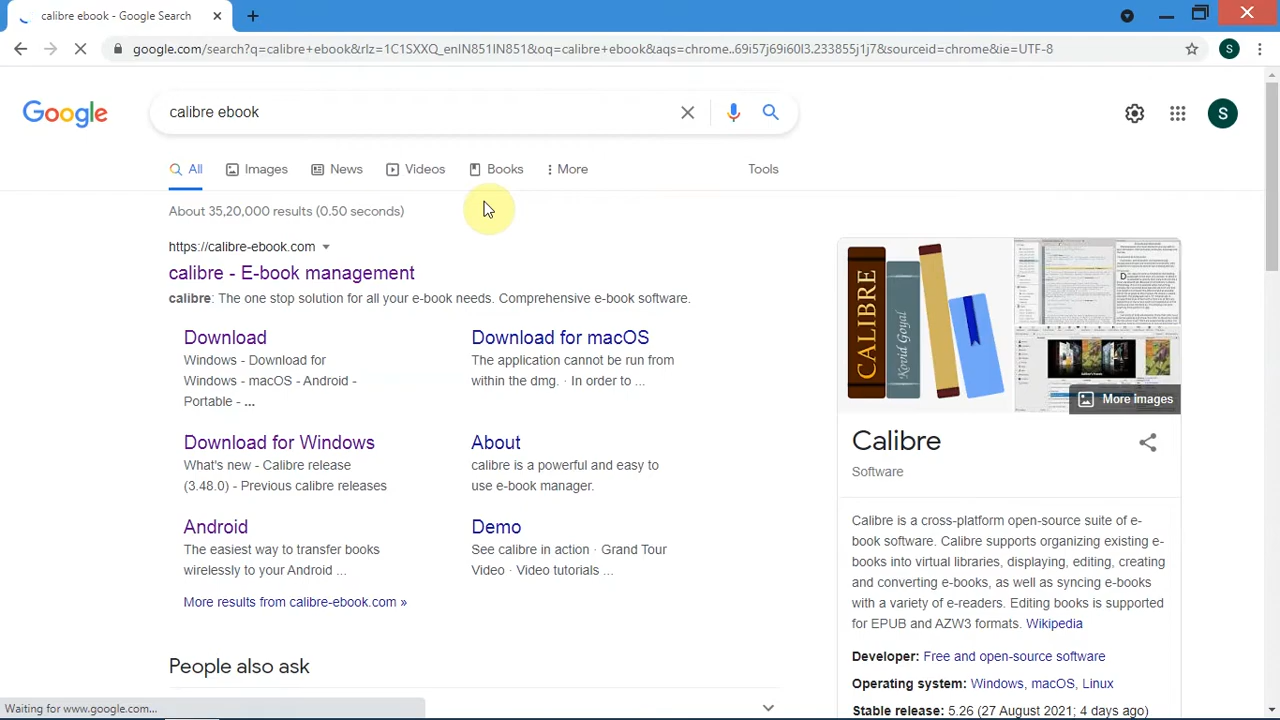 calibre ebook - Google Search
google.com/search?q=calibre+ebook&rlz=1C1SXXQ_enIN851IN851&oq=calibre+ebook&aqs=chrome..69i57j69i60l3.233855j1j7&sourceid=chrome&ie=UTF-8
S
Google
calibre ebook
S
All
Images
News
Videos
Books
More
Tools
About 35,20,000 results (0.50 seconds)
https://calibre-ebook.com
calibre - E-book management
calibre: The one stop solution for all your e-book needs. Comprehensive e-book software.
Download
Windows - Download for
Windows - macOS - Android -
Portable - ...
Download for macOS
The application cannot be run from
within the dmg. · In order to ...
Download for Windows
What's new - Calibre release
(3.48.0) - Previous calibre releases
About
calibre is a powerful and easy to
use e-book manager.
Android
The easiest way to transfer books
wirelessly to your Android ...
Demo
See calibre in action · Grand Tour
Video · Video tutorials ...
More results from calibre-ebook.com »
People also ask
CALIBRE
Kovid Goyal
More images
Calibre
Software
Calibre is a cross-platform open-source suite of e-
book software. Calibre supports organizing existing e-
books into virtual libraries, displaying, editing, creating
and converting e-books, as well as syncing e-books
with a variety of e-readers. Editing books is supported
for EPUB and AZW3 formats. Wikipedia
Developer: Free and open-source software
Operating system: Windows, macOS, Linux
Stable release: 5.26 (27 August 2021; 4 days ago)
Waiting for www.google.com...